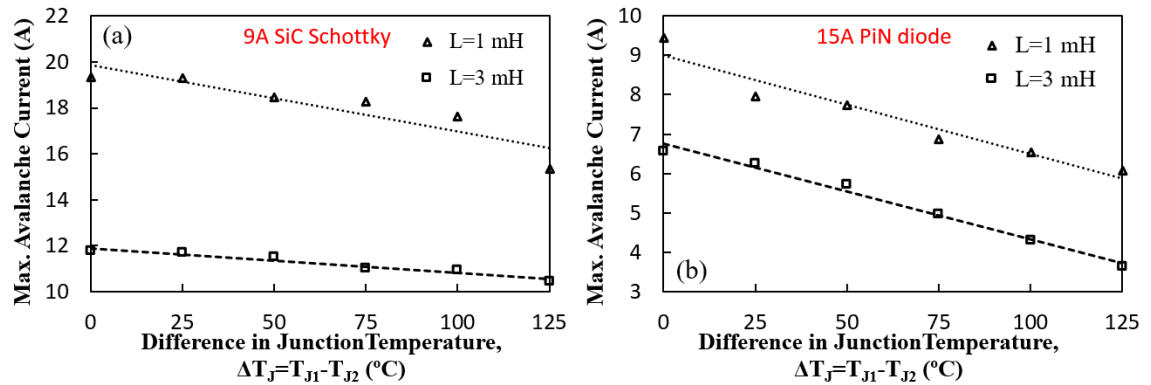 (a)
9A SiC Schottky
L=1 mH
L=3 mH
22
20
18
16
14
12
10
0 25 50 75 100 125
Max. Avalanche Current (A)
Difference in JunctionTemperature,
ΔTJ=TJ1-TJ2 (ºC)
(b)
15A PiN diode
L=1 mH
L=3 mH
10
9
8
7
6
5
4
3
0 25 50 75 100 125
Max. Avalanche Current (A)
Difference in JunctionTemperature,
ΔTJ=TJ1-TJ2 (ºC)